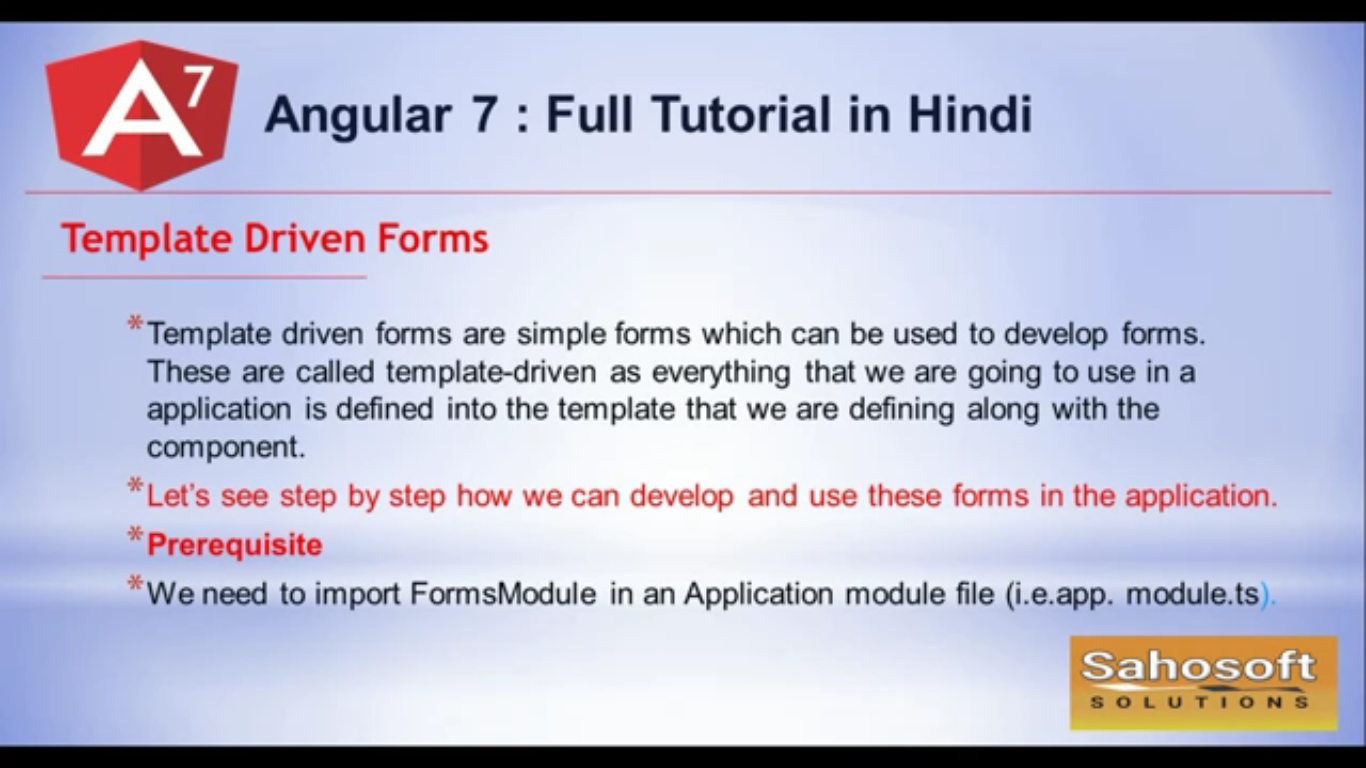 A7
Angular 7 : Full Tutorial in Hindi
Template Driven Forms
*Template driven forms are simple forms which can be used to develop forms.
These are called template-driven as everything that we are going to use in a
application is defined into the template that we are defining along with the
component.
*Let's see step by step how we can develop and use these forms in the application.
*Prerequisite
*We need to import FormsModule in an Application module file (i.e.app. module.ts).
Sahosoft
SOLUTIONS